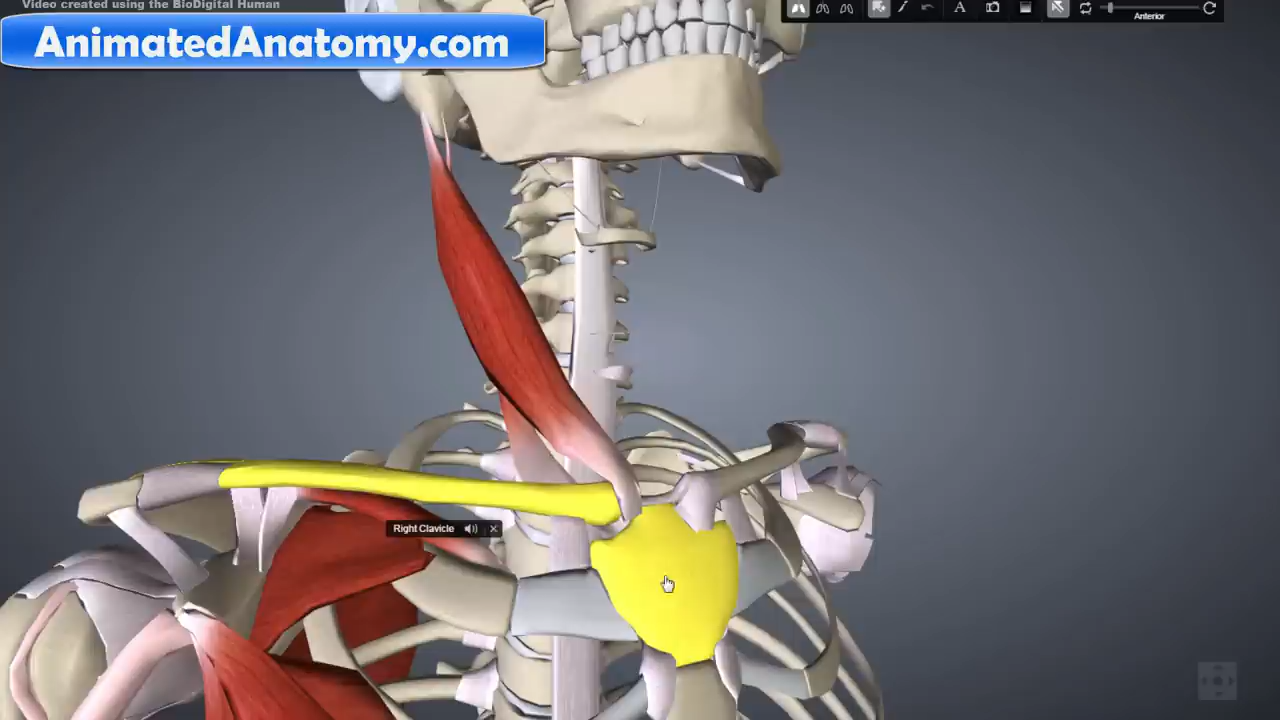 Video created using the BioDigital Human
AnimatedAnatomy.com
A
Anterior
Right Clavicle